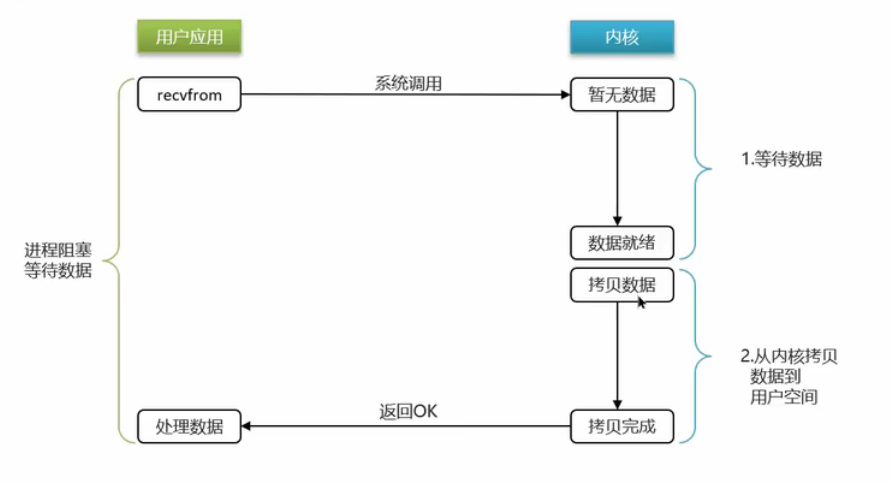 用户应用
内核
recvfrom
系统调用
暂无数据
1.等待数据
数据就绪
进程阻塞
等待数据
拷贝数据
2.从内核拷贝
数据到
用户空间
处理数据
返回OK
拷贝完成